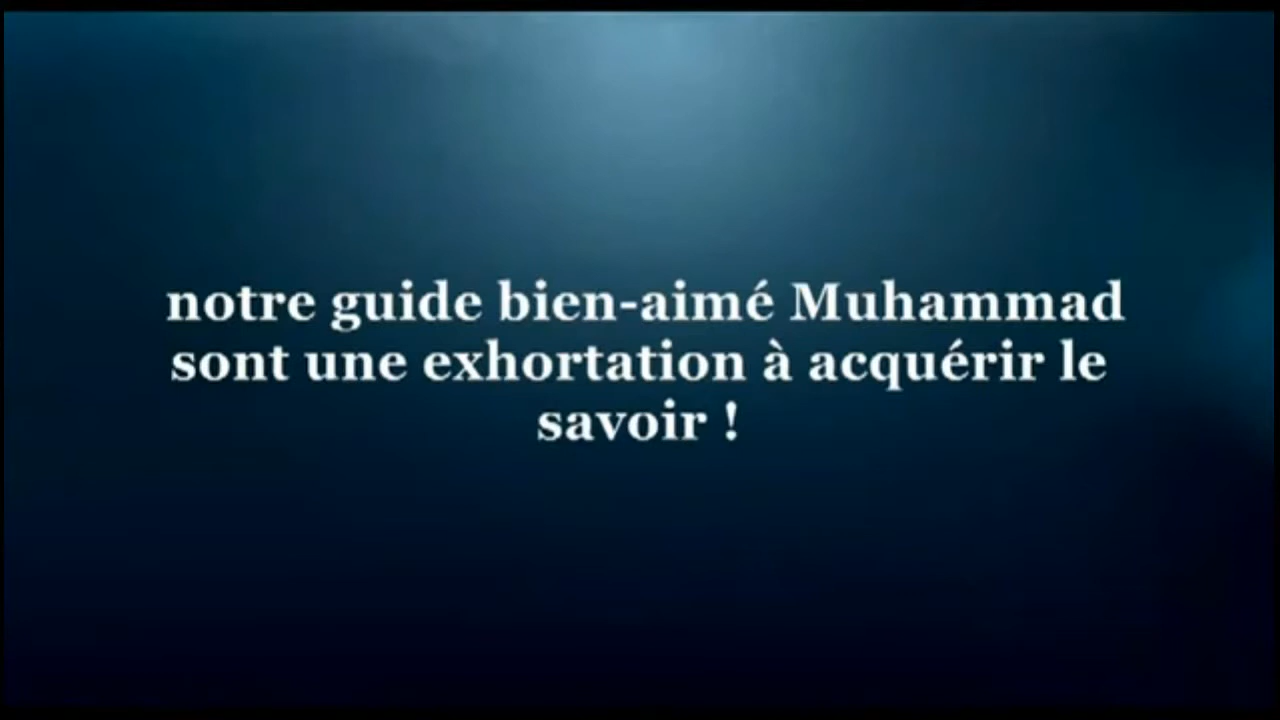 notre guide bien-aimé Muhammad
sont une exhortation à acquérir le
savoir !